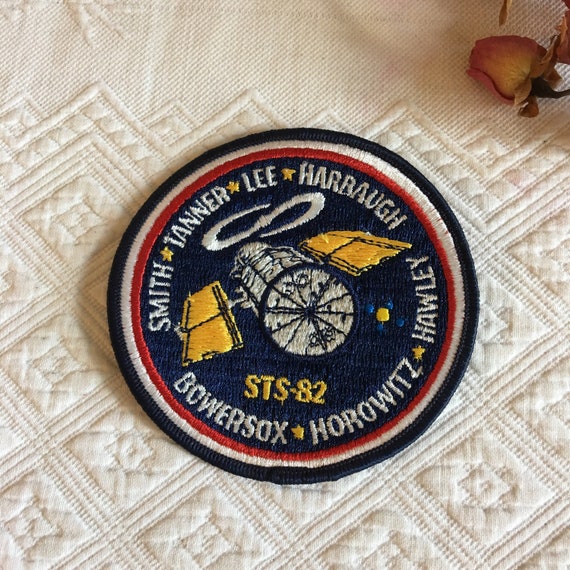 SMITH ★ TANNER ★ LEE ★ HARBAUGH ★ HAWLEY
STS-82
BOWERSOX ★ HOROWITZ ★